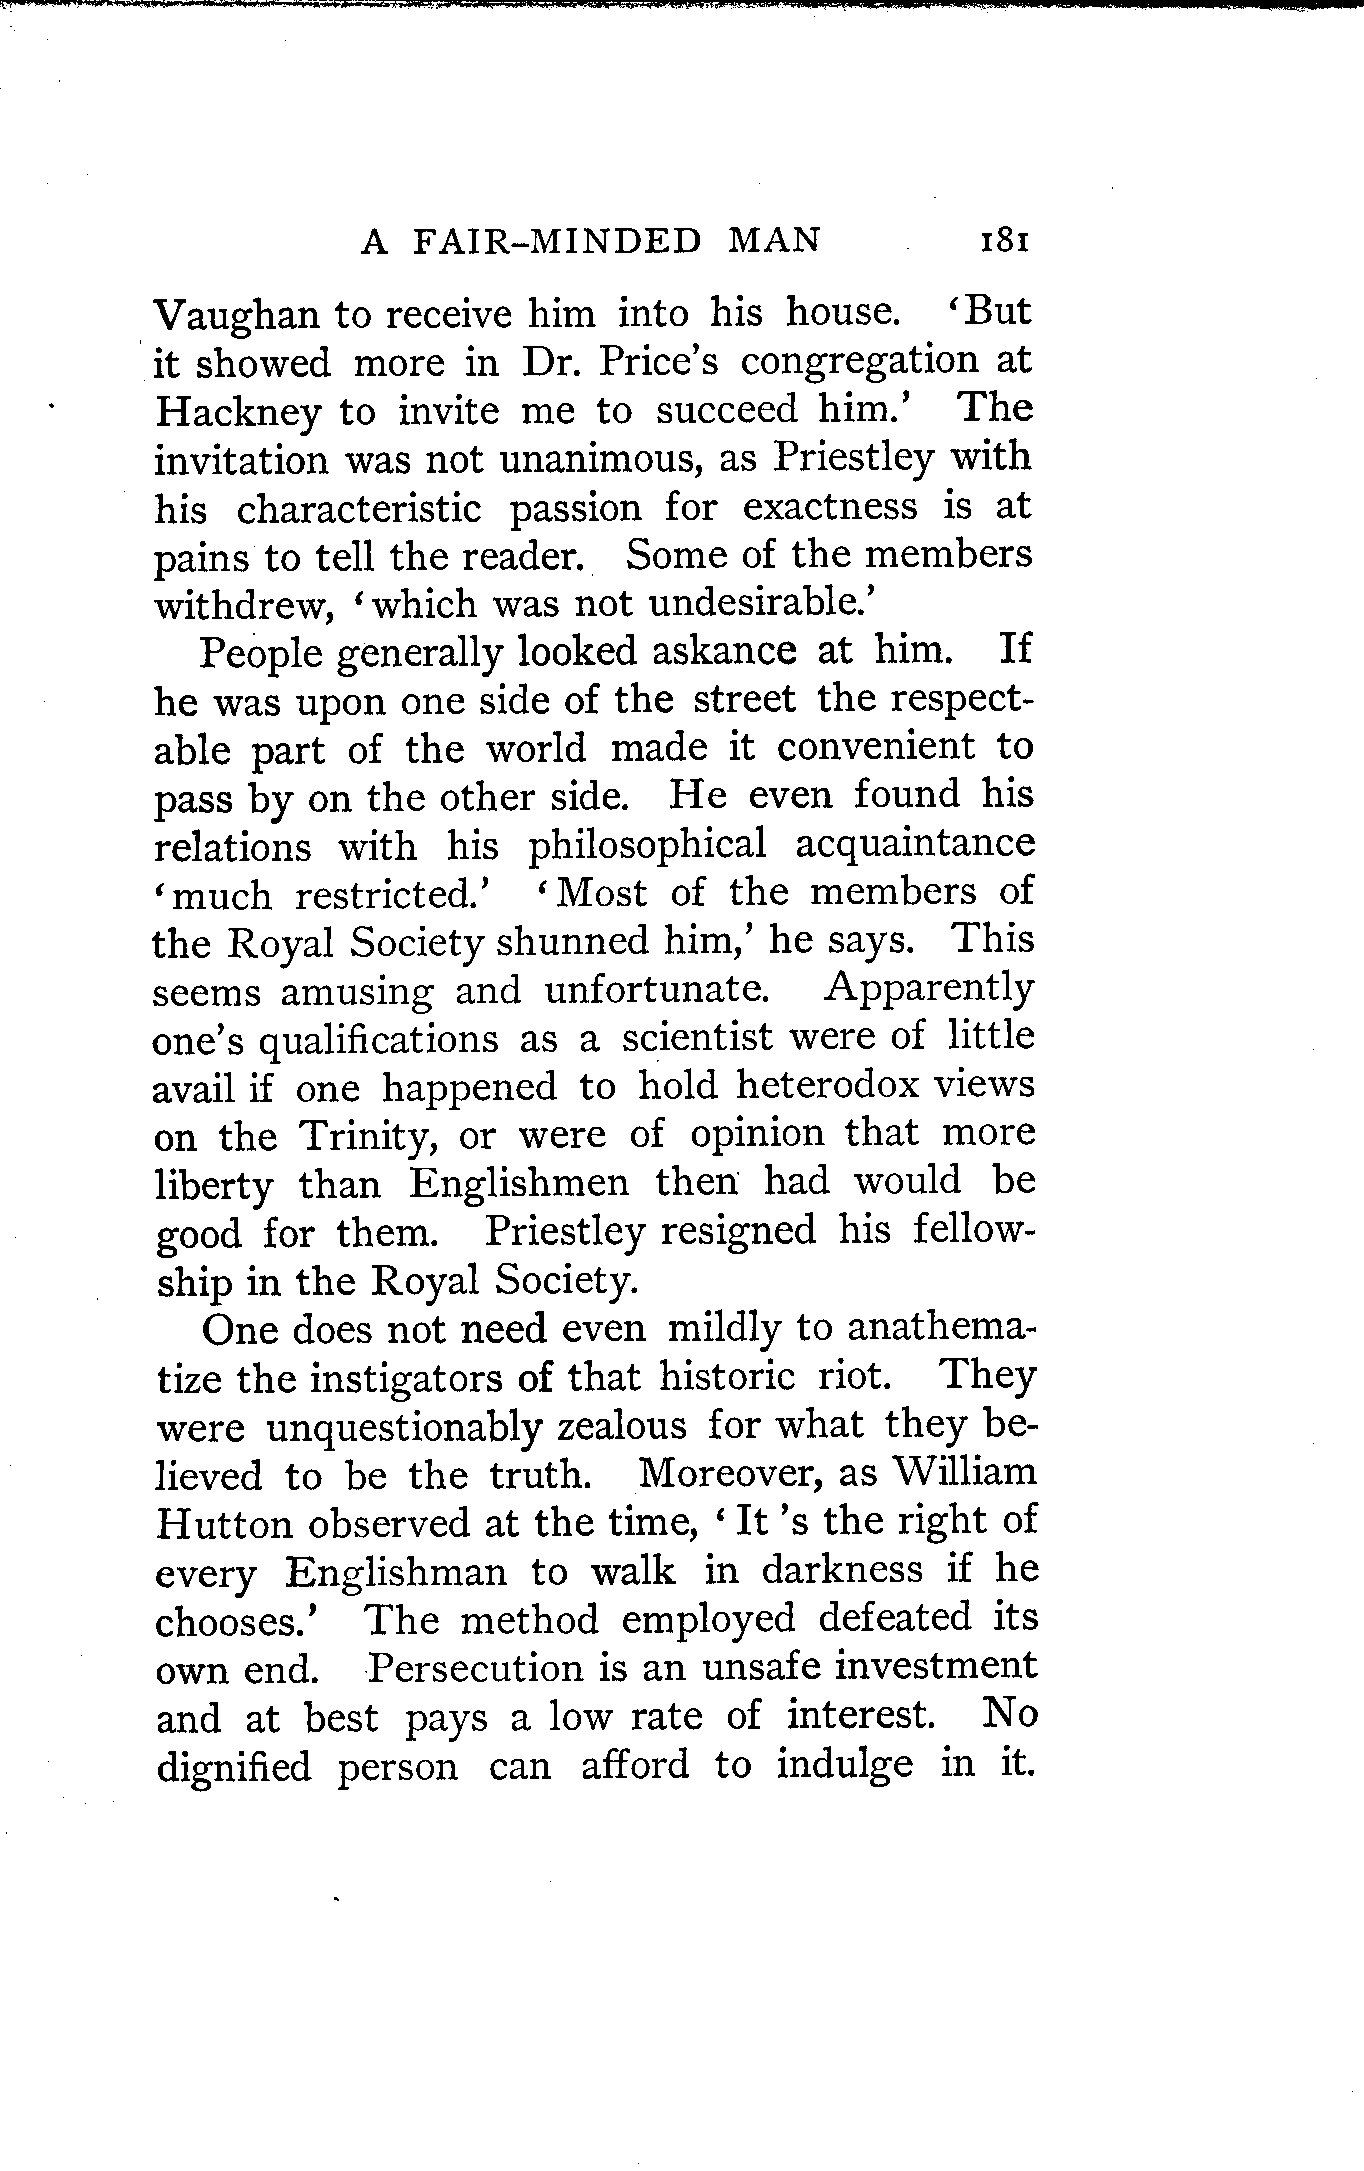 A FAIR-MINDED MAN 181
Vaughan to receive him into his house. ‘But
it showed more in Dr. Price's congregation at
Hackney to invite me to succeed him.’ The
invitation was not unanimous, as Priestley with
his characteristic passion for exactness is at
pains to tell the reader. Some of the members
withdrew, ‘which was not undesirable.’
People generally looked askance at him. If
he was upon one side of the street the respect-
able part of the world made it convenient to
pass by on the other side. He even found his
relations with his philosophical acquaintance
‘much restricted.’ ‘Most of the members of
the Royal Society shunned him,’ he says. This
seems amusing and unfortunate. Apparently
one's qualifications as a scientist were of little
avail if one happened to hold heterodox views
on the Trinity, or were of opinion that more
liberty than Englishmen then had would be
good for them. Priestley resigned his fellow-
ship in the Royal Society.
One does not need even mildly to anathema-
tize the instigators of that historic riot. They
were unquestionably zealous for what they be-
lieved to be the truth. Moreover, as William
Hutton observed at the time, ‘It 's the right of
every Englishman to walk in darkness if he
chooses.’ The method employed defeated its
own end. Persecution is an unsafe investment
and at best pays a low rate of interest. No
dignified person can afford to indulge in it.